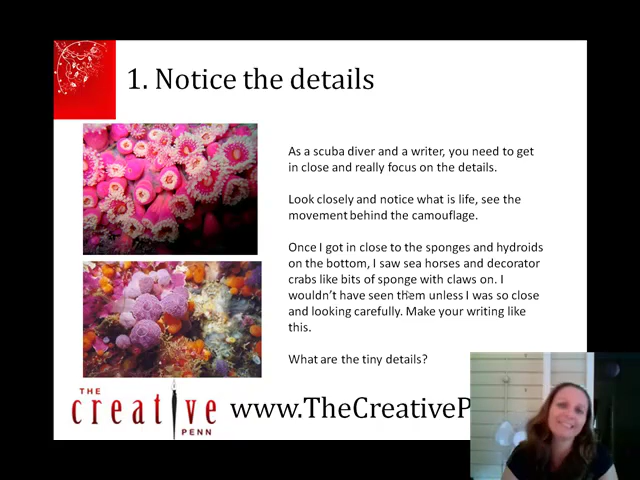 1. Notice the details
As a scuba diver and a writer, you need to get
in close and really focus on the details.
Look closely and notice what is life, see the
movement behind the camouflage.
Once I got in close to the sponges and hydroids
on the bottom, I saw sea horses and decorator
crabs like bits of sponge with claws on. I
wouldn't have seen them unless I was so close
and looking carefully. Make your writing like
this.
What are the tiny details?
THE
creative
PENN
www.TheCreativeP